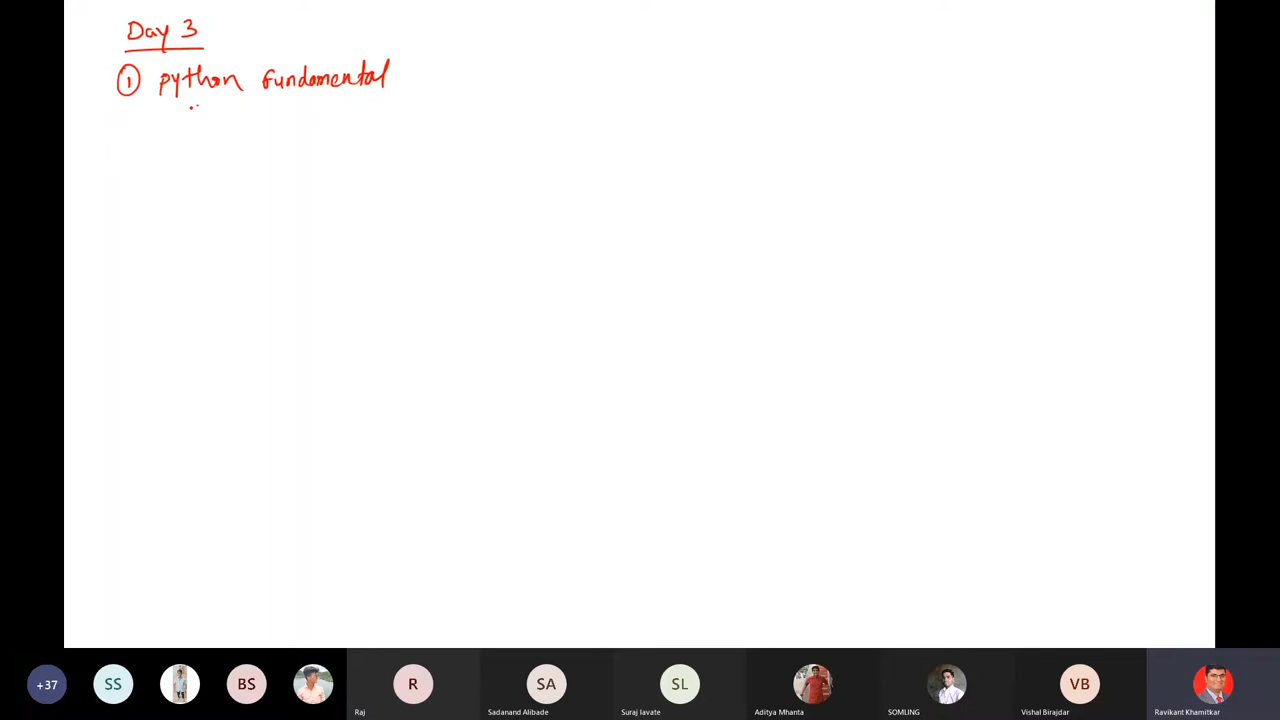 Day 3
① python fundamental
+37
SS
BS
R
SA
SL
VB
Raj
Sadanand Alibade
Suraj lavate
Aditya Mhanta
SOMLING
Vishal Birajdar
Ravikant Khamitkar